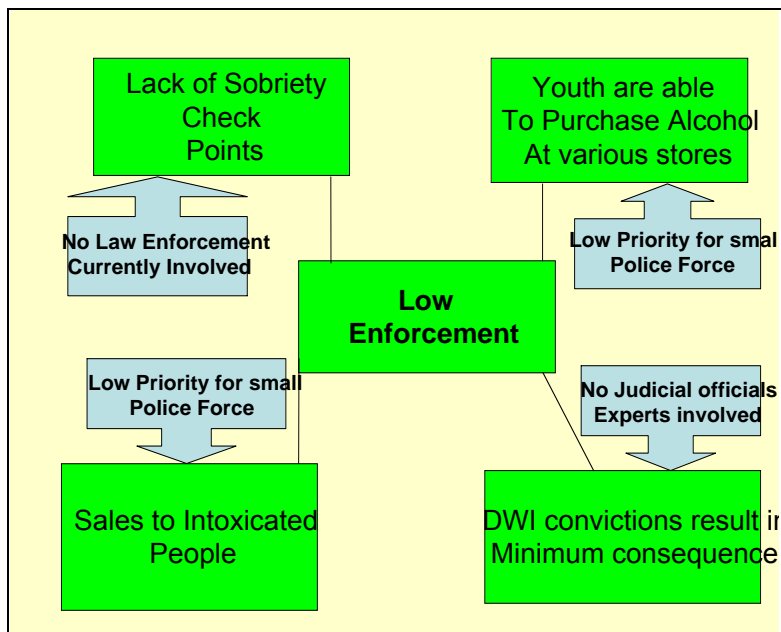 Lack of Sobriety
Check
Points
Youth are able
To Purchase Alcohol
At various stores
No Law Enforcement
Currently Involved
Low Priority for smal
Police Force
Low
Enforcement
Low Priority for small
Police Force
No Judicial officials
Experts involved
Sales to Intoxicated
People
DWI convictions result in
Minimum consequence